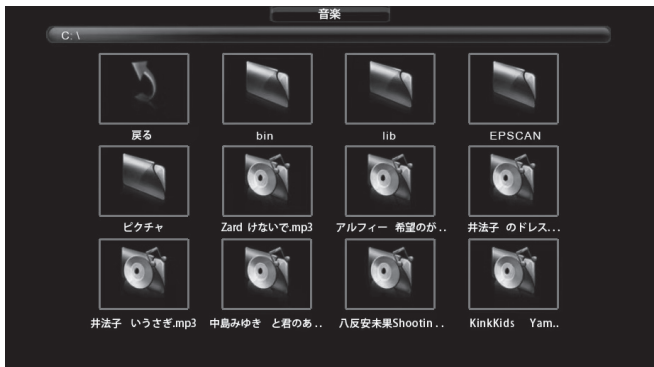 音楽
C: \
戻る
bin
lib
EPSCAN
ピクチャ
Zard けないで.mp3
アルフィー 希望のが..
井法子 のドレス...
井法子 いうさぎ.mp3
中島みゆき と君のあ..
八反安未果Shootin..
KinkKids Yam..